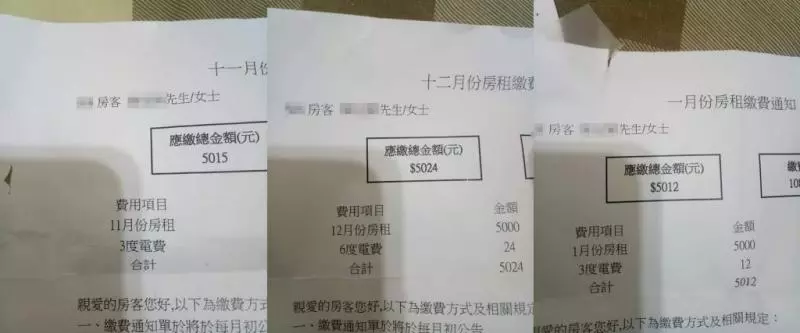 十一月份
房客 先生/女士
應繳總金額(元)
5015
費用項目
11月份房租
3度電費
合計
親愛的房客您好,以下為繳費方式
一、繳費通知單於將於每月初公
十二月份房租繳費
房客 先生/女士
應繳總金額(元)
$5024
費用項目 金額
12月份房租 5000
6度電費 24
合計 5024
親愛的房客您好,以下為繳費方式及相關規定
一、繳費通知單於將於每月初公告
一月份房租繳費通知
房客 先生/女士
應繳總金額(元)
$5012
繳費
108
費用項目 金額
1月份房租 5000
3度電費 12
合計 5012
親愛的房客您好,以下為繳費方式及相關規定: